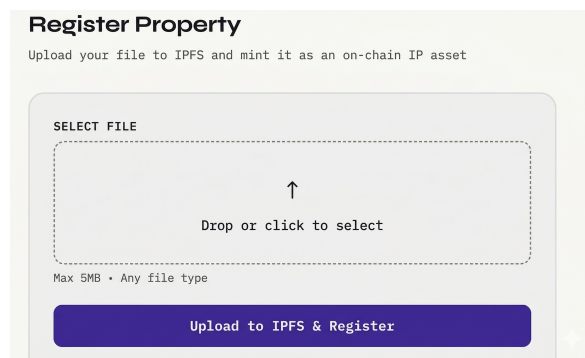 Register Property
Upload your file to IPFS and mint it as an on-chain IP asset
SELECT FILE
Drop or click to select
Max 5MB • Any file type
Upload to IPFS & Register